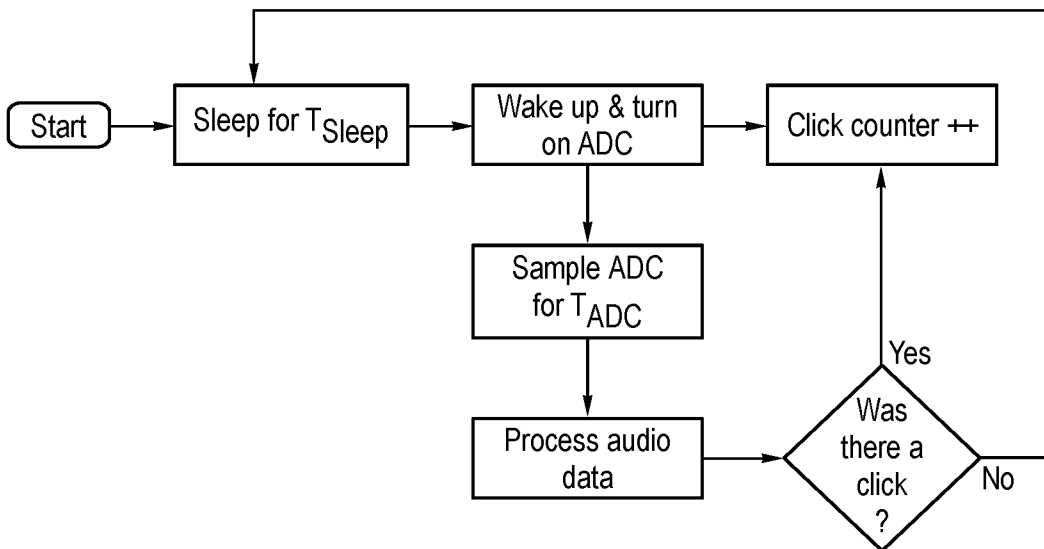 Start
Sleep for TSleep
Wake up & turn
on ADC
Click counter ++
Sample ADC
for TADC
Process audio
data
Was
there a
click
?
Yes
No